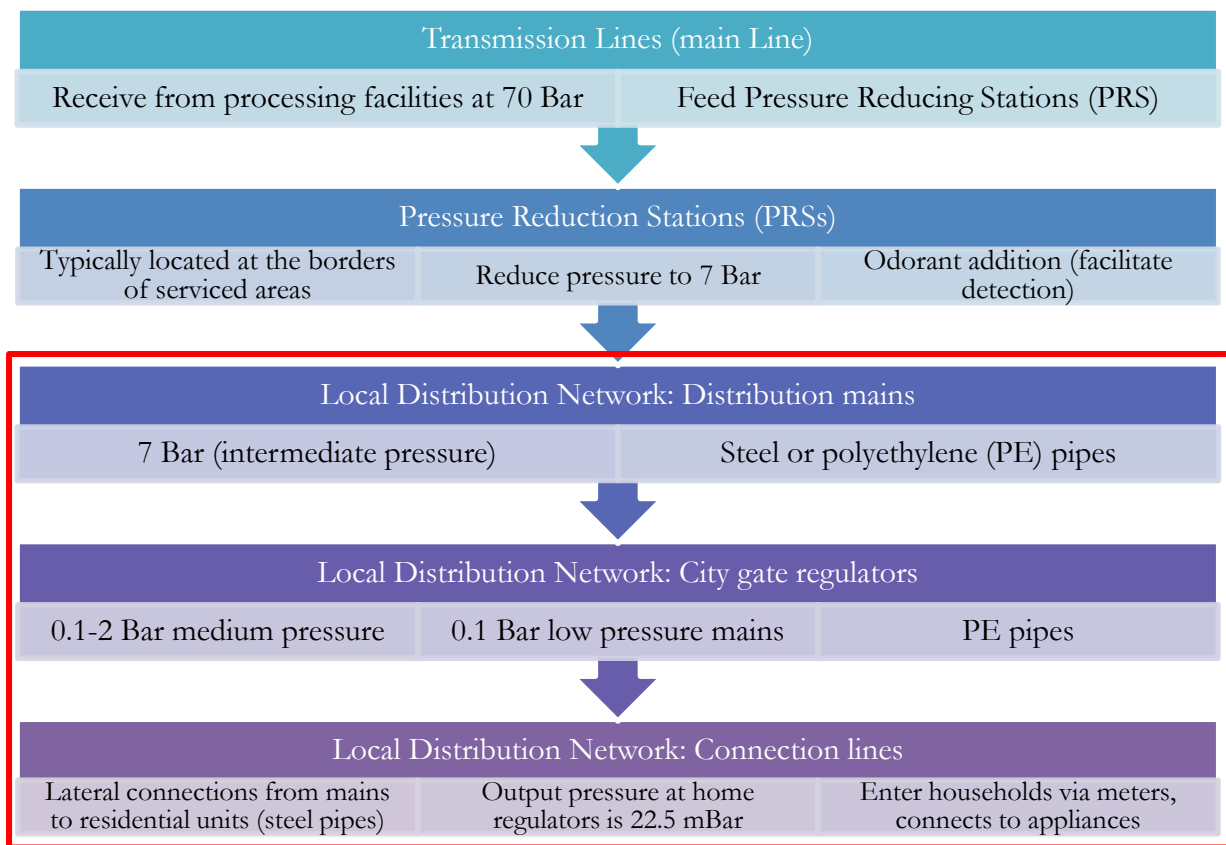 Transmission Lines (main Line)
Receive from processing facilities at 70 Bar
Feed Pressure Reducing Stations (PRS)
Pressure Reduction Stations (PRSs)
Typically located at the borders
of serviced areas
Reduce pressure to 7 Bar
Odorant addition (facilitate
detection)
Local Distribution Network: Distribution mains
7 Bar (intermediate pressure)
Steel or polyethylene (PE) pipes
Local Distribution Network: City gate regulators
0.1-2 Bar medium pressure
0.1 Bar low pressure mains
PE pipes
Local Distribution Network: Connection lines
Lateral connections from mains
to residential units (steel pipes)
Output pressure at home
regulators is 22.5 mBar
Enter households via meters,
connects to appliances